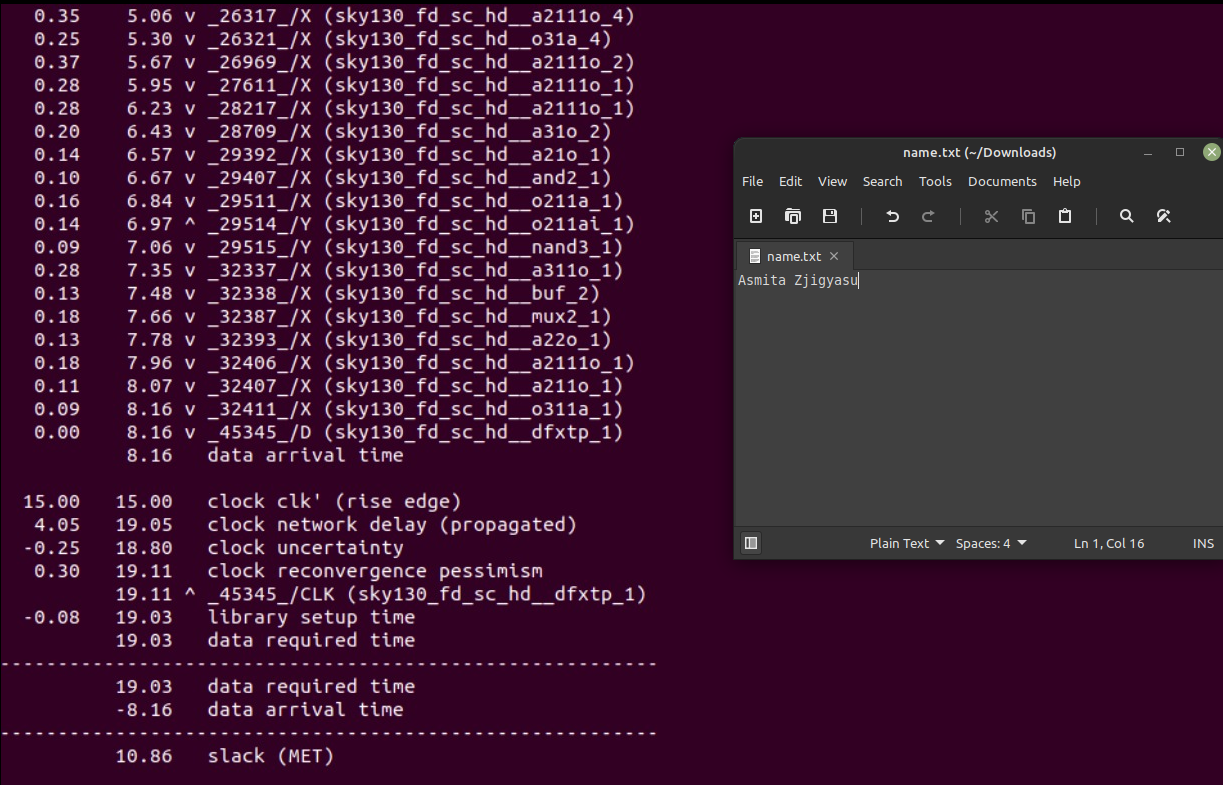 0.35 5.06 v _26317_/X (sky130_fd_sc_hd__a2111o_4)
0.25 5.30 v _26321_/X (sky130_fd_sc_hd__o31a_4)
0.37 5.67 v _26969_/X (sky130_fd_sc_hd__a2111o_2)
0.28 5.95 v _27611_/X (sky130_fd_sc_hd__a2111o_1)
0.28 6.23 v _28217_/X (sky130_fd_sc_hd__a2111o_1)
0.20 6.43 v _28709_/X (sky130_fd_sc_hd__a31o_2)
0.14 6.57 v _29392_/X (sky130_fd_sc_hd__a21o_1)
0.10 6.67 v _29407_/X (sky130_fd_sc_hd__and2_1)
0.16 6.84 v _29511_/X (sky130_fd_sc_hd__o211a_1)
0.14 6.97 ^ _29514_/Y (sky130_fd_sc_hd__o211ai_1)
0.09 7.06 v _29515_/Y (sky130_fd_sc_hd__nand3_1)
0.28 7.35 v _32337_/X (sky130_fd_sc_hd__a311o_1)
0.13 7.48 v _32338_/X (sky130_fd_sc_hd__buf_2)
0.18 7.66 v _32387_/X (sky130_fd_sc_hd__mux2_1)
0.13 7.78 v _32393_/X (sky130_fd_sc_hd__a22o_1)
0.18 7.96 v _32406_/X (sky130_fd_sc_hd__a2111o_1)
0.11 8.07 v _32407_/X (sky130_fd_sc_hd__a211o_1)
0.09 8.16 v _32411_/X (sky130_fd_sc_hd__o311a_1)
0.00 8.16 v _45345_/D (sky130_fd_sc_hd__dfxtp_1)
8.16 data arrival time
15.00 15.00 clock clk' (rise edge)
4.05 19.05 clock network delay (propagated)
-0.25 18.80 clock uncertainty
0.30 19.11 clock reconvergence pessimism
19.11 ^ _45345_/CLK (sky130_fd_sc_hd__dfxtp_1)
-0.08 19.03 library setup time
19.03 data required time
---------------------------------------------------------
19.03 data required time
-8.16 data arrival time
---------------------------------------------------------
10.86 slack (MET)
name.txt (~/Downloads)
File Edit View Search Tools Documents Help
name.txt
Asmita Zjigyasu
Plain Text Spaces: 4 Ln 1, Col 16 INS